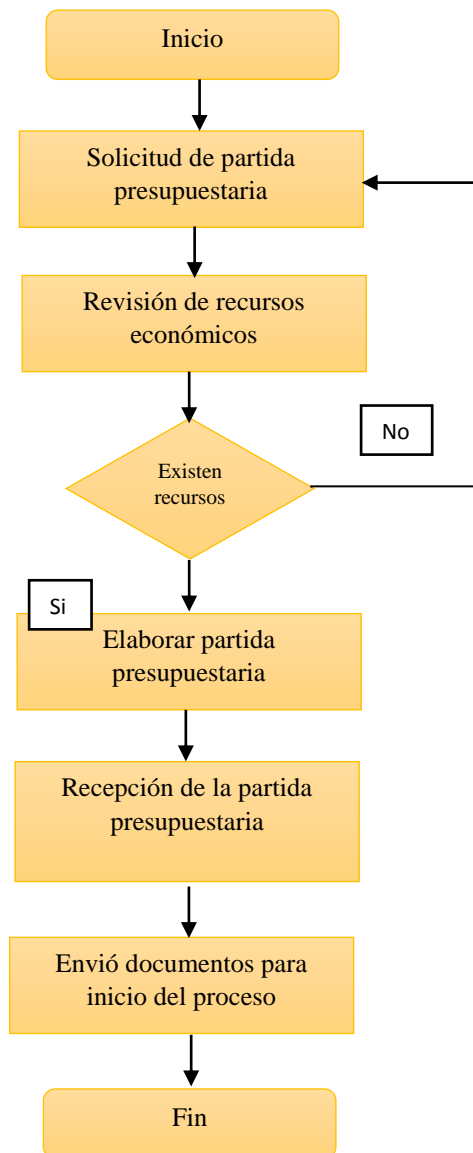 Inicio
Solicitud de partida
presupuestaria
Revisión de recursos
económicos
No
Existen
recursos
Si
Elaborar partida
presupuestaria
Recepción de la partida
presupuestaria
Envió documentos para
inicio del proceso
Fin